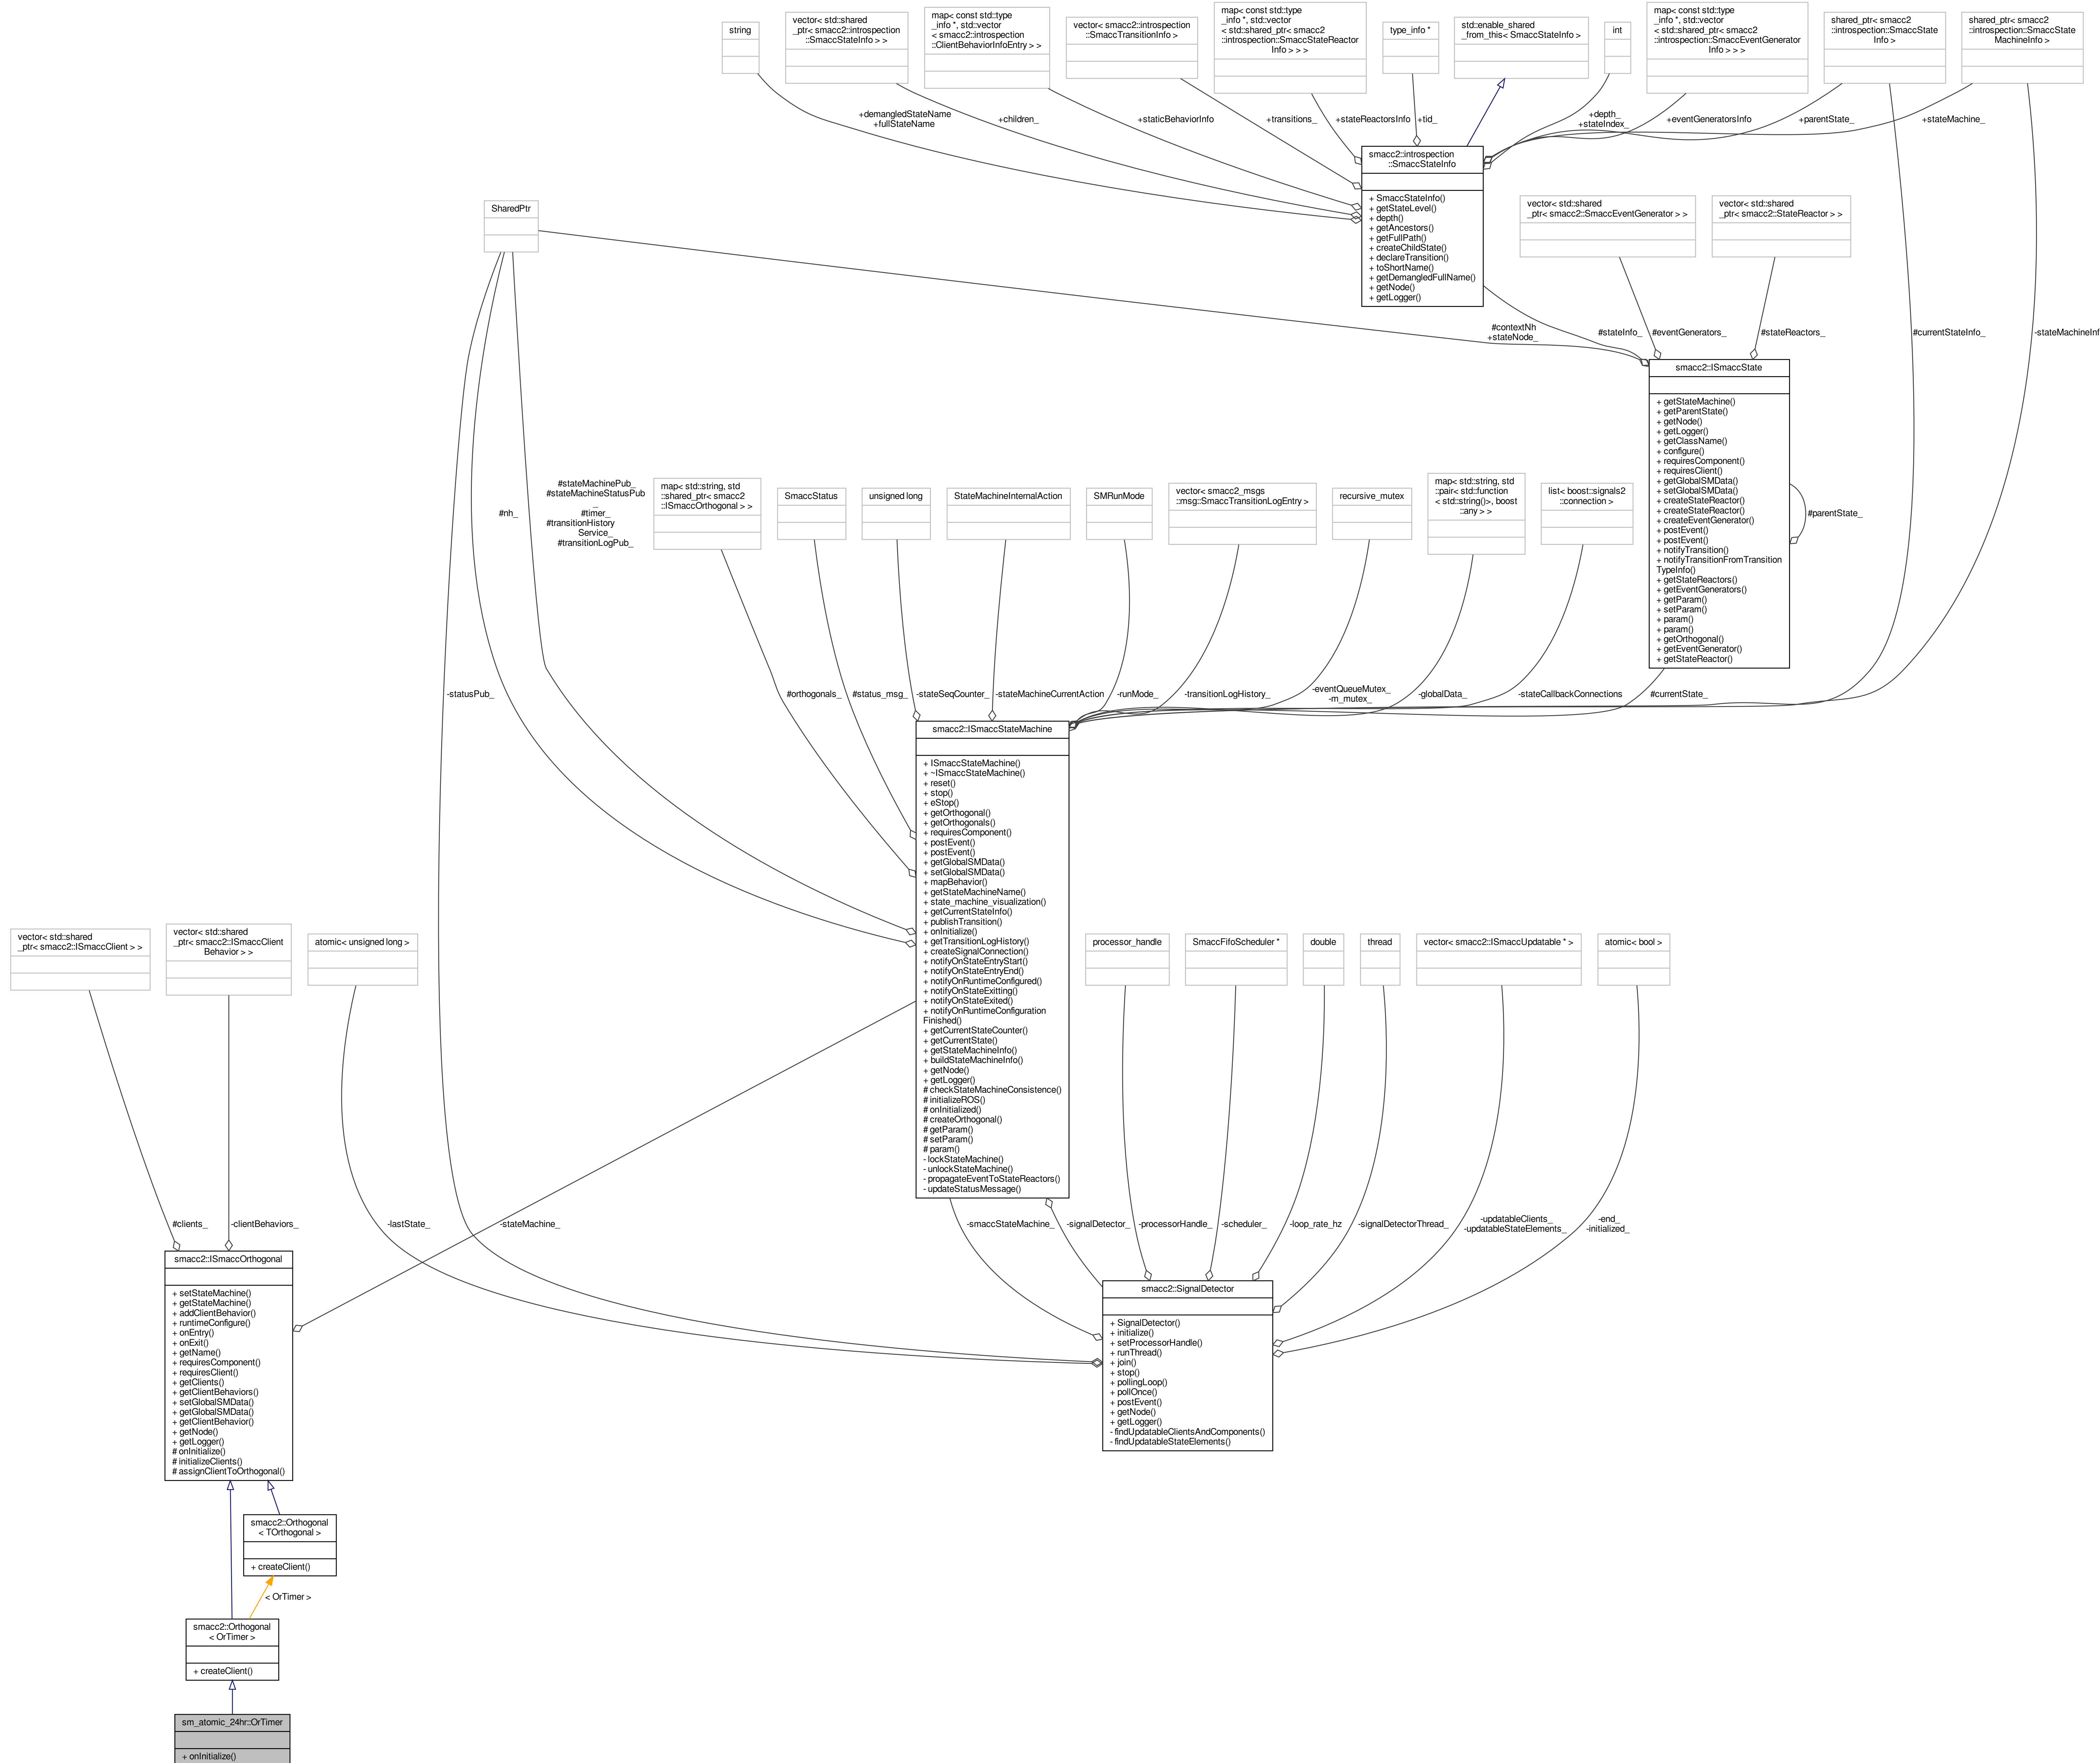 string
vector< std::shared
_ptr< smacc2::introspection
::SmaccStateInfo > >
map< const std::type
_info *, std::vector
< smacc2::introspection
::ClientBehaviorInfoEntry > >
vector< smacc2::introspection
::SmaccTransitionInfo >
map< const std::type
_info *, std::vector
< std::shared_ptr< smacc2
::introspection::SmaccStateReactor
Info > > >
type_info *
std::enable_shared
_from_this< SmaccStateInfo >
int
map< const std::type
_info *, std::vector
< std::shared_ptr< smacc2
::introspection::SmaccEventGenerator
Info > > >
shared_ptr< smacc2
::introspection::SmaccState
Info >
shared_ptr< smacc2
::introspection::SmaccState
MachineInfo >
+demangledStateName
+fullStateName
+children_
+staticBehaviorInfo
+transitions_
+stateReactorsInfo
+tid_
+depth_
+stateIndex_
+eventGeneratorsInfo
+parentState_
+stateMachine_
smacc2::introspection
::SmaccStateInfo
+ SmaccStateInfo()
+ getStateLevel()
+ depth()
+ getAncestors()
+ getFullPath()
+ createChildState()
+ declareTransition()
+ toShortName()
+ getDemangledFullName()
+ getNode()
+ getLogger()
SharedPtr
vector< std::shared
_ptr< smacc2::SmaccEventGenerator > >
vector< std::shared
_ptr< smacc2::StateReactor > >
#contextNh
+stateNode_
#stateInfo_
#eventGenerators_
#stateReactors_
#currentStateInfo_
-stateMachineInf
smacc2::ISmaccState
+ getStateMachine()
+ getParentState()
+ getNode()
+ getLogger()
+ getClassName()
+ configure()
+ requiresComponent()
+ requiresClient()
+ getGlobalSMData()
+ setGlobalSMData()
+ createStateReactor()
+ createStateReactor()
+ createEventGenerator()
+ postEvent()
+ postEvent()
+ notifyTransition()
+ notifyTransitionFromTransition
TypeInfo()
+ getStateReactors()
+ getEventGenerators()
+ getParam()
+ setParam()
+ param()
+ param()
+ getOrthogonal()
+ getEventGenerator()
+ getStateReactor()
#parentState_
#nh_
#stateMachinePub_
#stateMachineStatusPub
_
#timer_
#transitionHistory
Service_
#transitionLogPub_
map< std::string, std
::shared_ptr< smacc2
::ISmaccOrthogonal > >
SmaccStatus
unsigned long
StateMachineInternalAction
SMRunMode
vector< smacc2_msgs
::msg::SmaccTransitionLogEntry >
recursive_mutex
map< std::string, std
::pair< std::function
< std::string()>, boost
::any > >
list< boost::signals2
::connection >
-statusPub_
#orthogonals_
#status_msg_
-stateSeqCounter_
-stateMachineCurrentAction
-runMode_
-transitionLogHistory_
-eventQueueMutex_
-m_mutex_
-globalData_
-stateCallbackConnections
#currentState_
smacc2::ISmaccStateMachine
+ ISmaccStateMachine()
+ ~ISmaccStateMachine()
+ reset()
+ stop()
+ eStop()
+ getOrthogonal()
+ getOrthogonals()
+ requiresComponent()
+ postEvent()
+ postEvent()
+ getGlobalSMData()
+ setGlobalSMData()
+ mapBehavior()
+ getStateMachineName()
+ state_machine_visualization()
+ getCurrentStateInfo()
+ publishTransition()
+ onInitialize()
+ getTransitionLogHistory()
+ createSignalConnection()
+ notifyOnStateEntryStart()
+ notifyOnStateEntryEnd()
+ notifyOnRuntimeConfigured()
+ notifyOnStateExitting()
+ notifyOnStateExited()
+ notifyOnRuntimeConfiguration
Finished()
+ getCurrentStateCounter()
+ getCurrentState()
+ getStateMachineInfo()
+ buildStateMachineInfo()
+ getNode()
+ getLogger()
# checkStateMachineConsistence()
# initializeROS()
# onInitialized()
# createOrthogonal()
# getParam()
# setParam()
# param()
- lockStateMachine()
- unlockStateMachine()
- propagateEventToStateReactors()
- updateStatusMessage()
vector< std::shared
_ptr< smacc2::ISmaccClient > >
vector< std::shared
_ptr< smacc2::ISmaccClient
Behavior > >
atomic< unsigned long >
processor_handle
SmaccFifoScheduler *
double
thread
vector< smacc2::ISmaccUpdatable * >
atomic< bool >
#clients_
-clientBehaviors_
-lastState_
-stateMachine_
-smaccStateMachine_
-signalDetector_
-processorHandle_
-scheduler_
-loop_rate_hz
-signalDetectorThread_
-updatableClients_
-updatableStateElements_
-end_
-initialized_
smacc2::ISmaccOrthogonal
+ setStateMachine()
+ getStateMachine()
+ addClientBehavior()
+ runtimeConfigure()
+ onEntry()
+ onExit()
+ getName()
+ requiresComponent()
+ requiresClient()
+ getClients()
+ getClientBehaviors()
+ setGlobalSMData()
+ getGlobalSMData()
+ getClientBehavior()
+ getNode()
+ getLogger()
# onInitialize()
# initializeClients()
# assignClientToOrthogonal()
smacc2::SignalDetector
+ SignalDetector()
+ initialize()
+ setProcessorHandle()
+ runThread()
+ join()
+ stop()
+ pollingLoop()
+ pollOnce()
+ postEvent()
+ getNode()
+ getLogger()
- findUpdatableClientsAndComponents()
- findUpdatableStateElements()
smacc2::Orthogonal
< TOrthogonal >
+ createClient()
< OrTimer >
smacc2::Orthogonal
< OrTimer >
+ createClient()
sm_atomic_24hr::OrTimer
+ onInitialize()